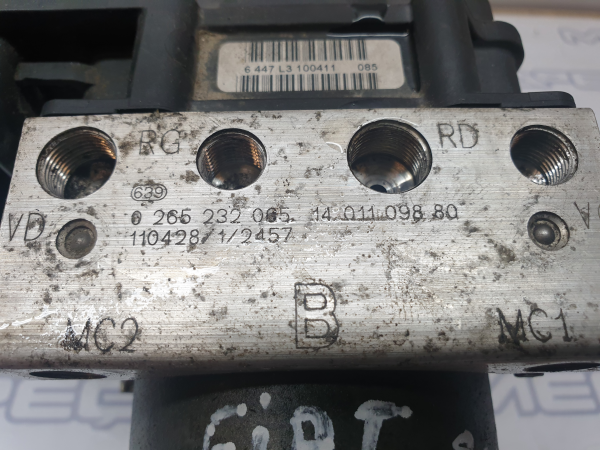 6 447 L3 100411 085
RG RD
639
0 265 232 065 14.011.098 80
VD
110428/1/2457
MC2 B MC1
FIAT